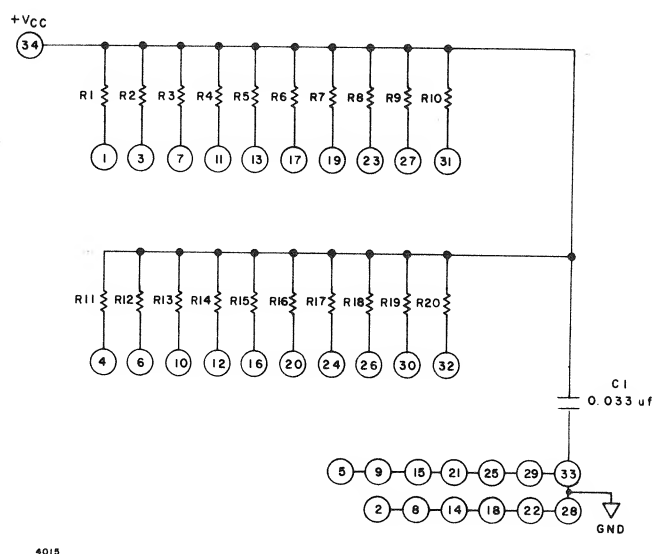 +VCC
34
R1 R2 R3 R4 R5 R6 R7 R8 R9 R10
1 3 7 11 13 17 19 23 27 31
R11 R12 R13 R14 R15 R16 R17 R18 R19 R20
4 6 10 12 16 20 24 26 30 32
C1
0.033 uf
5 9 15 21 25 29 33
2 8 14 18 22 28
GND
4015